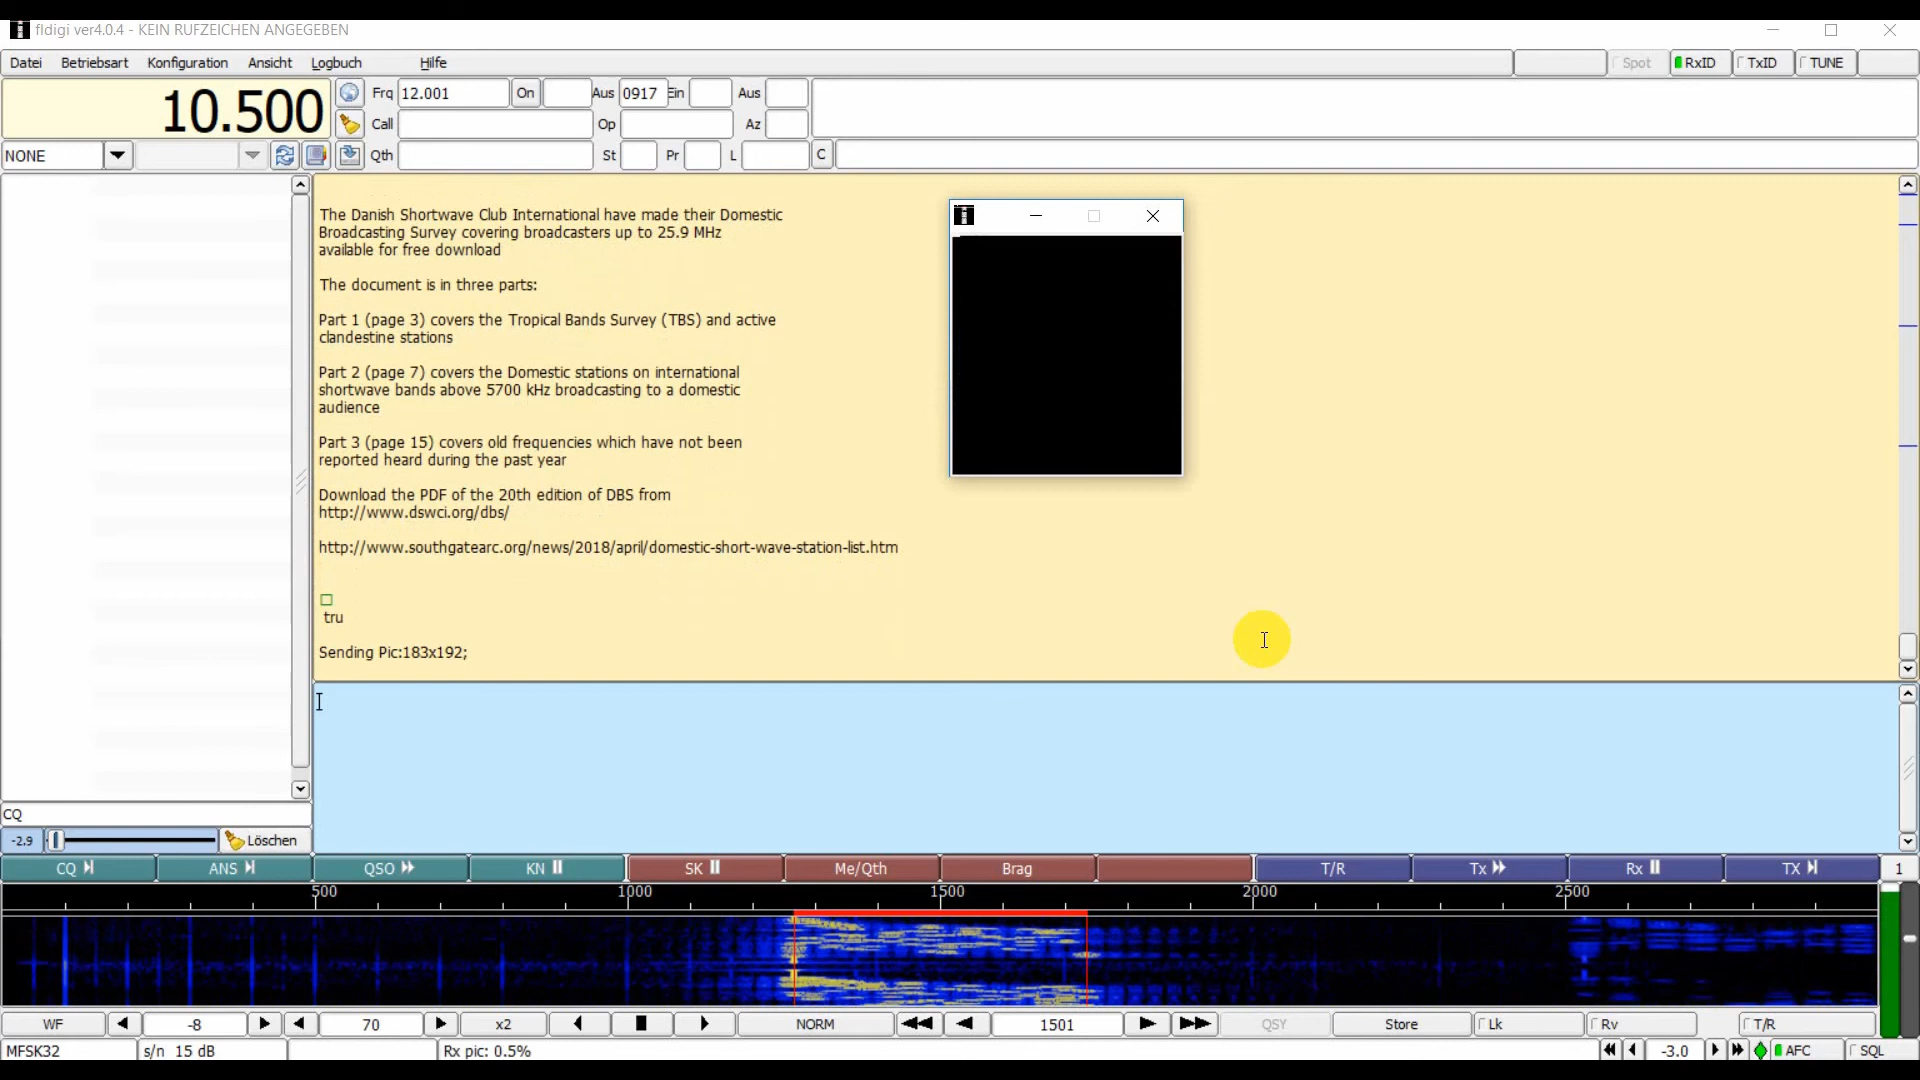 fldigi ver4.0.4 - KEIN RUFZEICHEN ANGEGEBEN
Datei Betriebsart Konfiguration Ansicht Logbuch Hilfe Spot RxID TxID TUNE
10.500 Frq 12.001 On Aus 0917 Ein Aus
Call Op Az
NONE Qth St Pr L C
The Danish Shortwave Club International have made their Domestic
Broadcasting Survey covering broadcasters up to 25.9 MHz
available for free download
The document is in three parts:
Part 1 (page 3) covers the Tropical Bands Survey (TBS) and active
clandestine stations
Part 2 (page 7) covers the Domestic stations on international
shortwave bands above 5700 kHz broadcasting to a domestic
audience
Part 3 (page 15) covers old frequencies which have not been
reported heard during the past year
Download the PDF of the 20th edition of DBS from
http://www.dswci.org/dbs/
http://www.southgatearc.org/news/2018/april/domestic-short-wave-station-list.htm
tru
Sending Pic:183x192;
CQ
-2.9 Löschen
CQ ANS QSO KN SK Me/Qth Brag T/R Tx Rx TX 1
500 1000 1500 2000 2500
WF -8 70 x2 NORM 1501 QSY Store Lk Rv T/R
MFSK32 s/n 15 dB Rx pic: 0.5% -3.0 AFC SQL